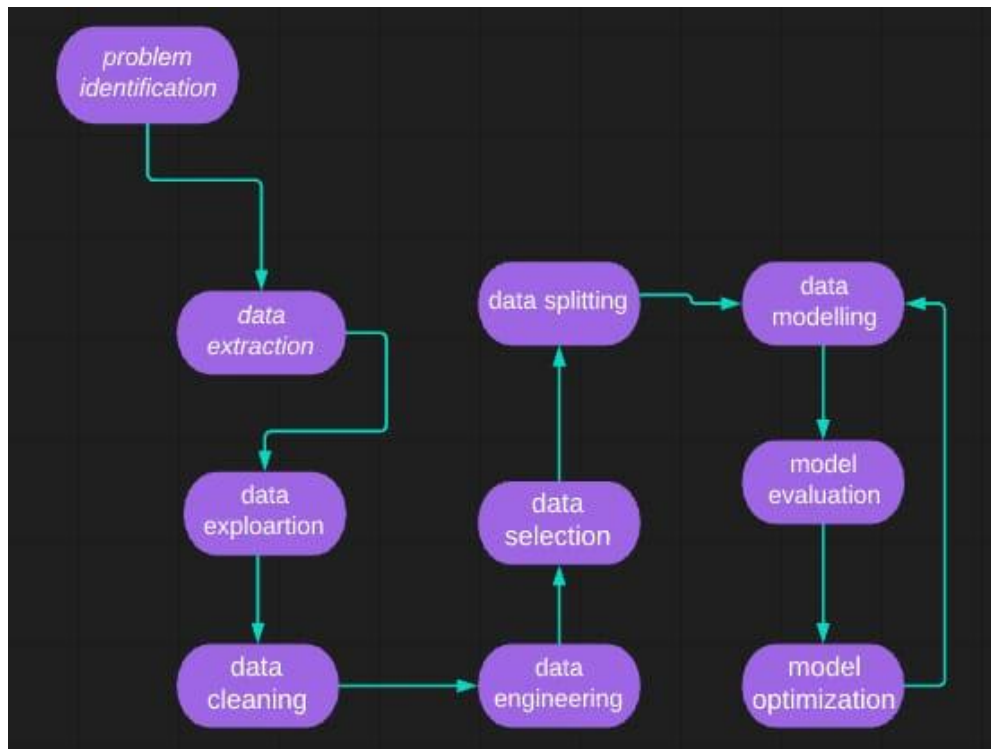 problem
identification
data
extraction
data
exploartion
data
cleaning
data
engineering
data
selection
data splitting
data
modelling
model
evaluation
model
optimization